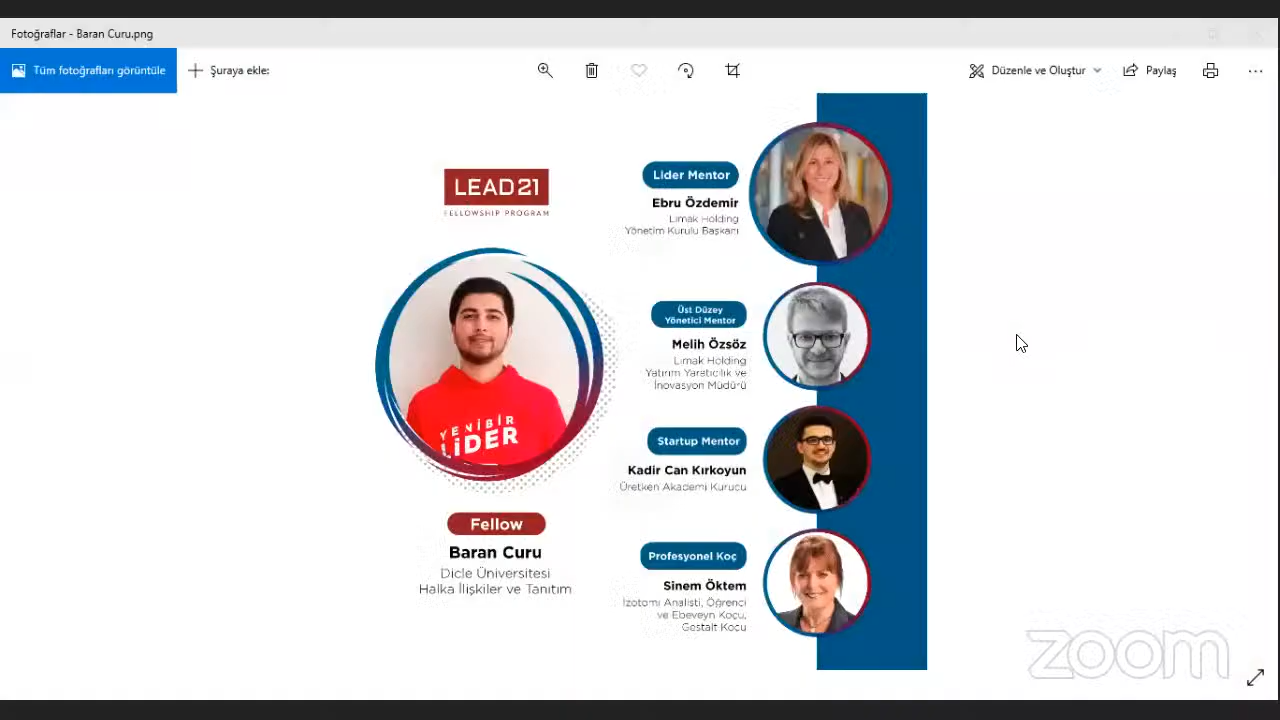 Fotoğraflar - Baran Curu.png
Tüm fotoğrafları görüntüle
Şuraya ekle:
Düzenle ve Oluştur
Paylaş
LEAD21
FELLOWSHIP PROGRAM
YENİBİR
LİDER
Fellow
Baran Curu
Dicle Üniversitesi
Halka İlişkiler ve Tanıtım
Lider Mentor
Ebru Özdemir
Limak Holding
Yönetim Kurulu Başkanı
Üst Düzey
Yönetici Mentor
Melih Özsöz
Limak Holding
Yatırım Yaratıcılık ve
İnovasyon Müdürü
Startup Mentor
Kadir Can Kırkoyun
Üretken Akademi Kurucu
Profesyonel Koç
Sinem Öktem
İzotomi Analisti, Öğrenci
ve Ebeveyn Koçu,
Gestalt Koçu
zoom